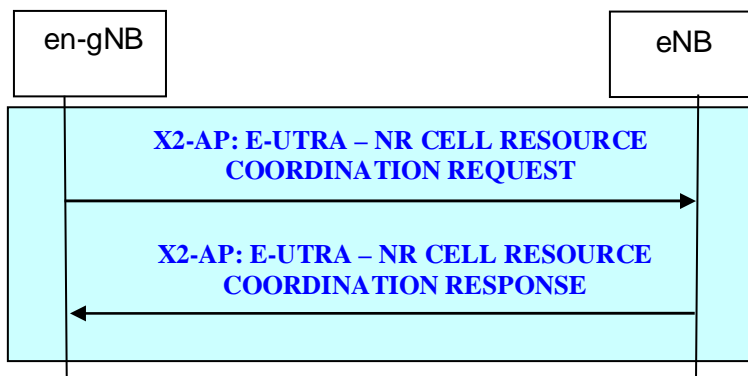 en-gNB
eNB
X2-AP: E-UTRA – NR CELL RESOURCE
COORDINATION REQUEST
X2-AP: E-UTRA – NR CELL RESOURCE
COORDINATION RESPONSE